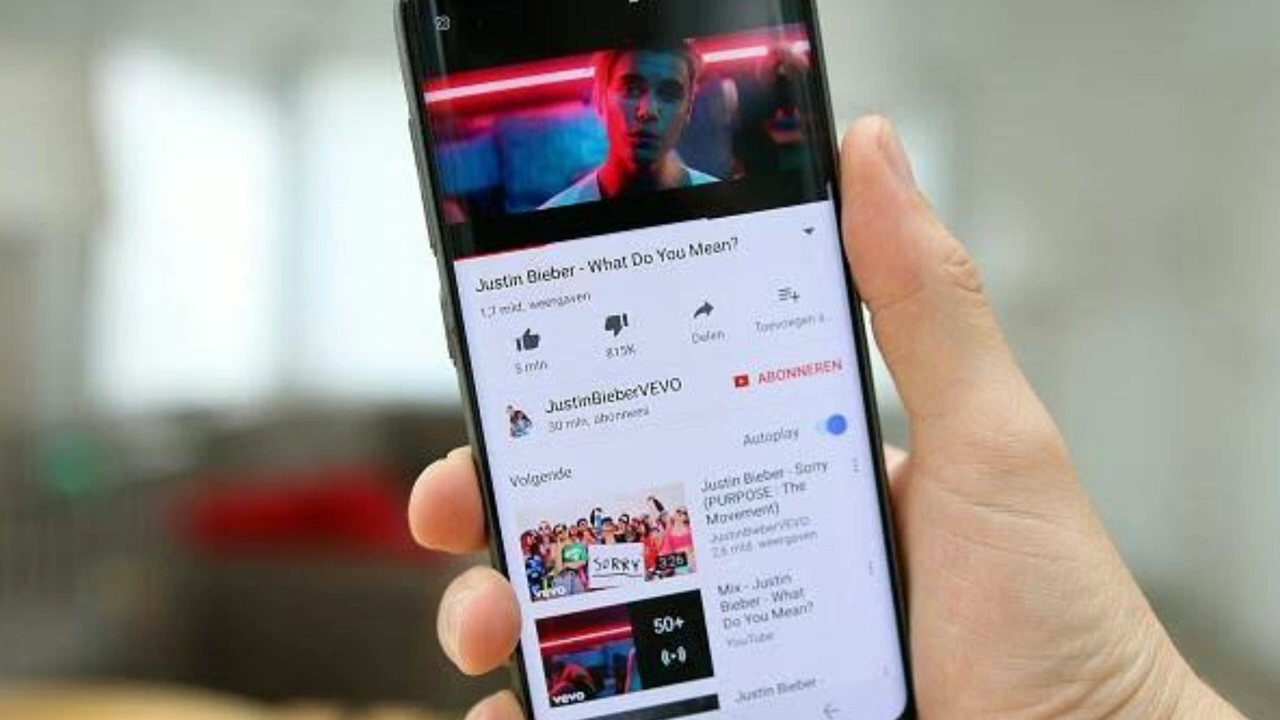 Justin Bieber - What Do You Mean?
1,7 mld. weergaven
5 mln
815K
Delen
Toevoegen a...
JustinBieberVEVO
30 mln. abonnees
ABONNEREN
Autoplay
Volgende
Justin Bieber - Sorry
(PURPOSE : The
Movement)
JustinBieberVEVO
2,6 mld. weergaven
SORRY
3:26
vevo
Mix - Justin
Bieber - What
Do You Mean?
YouTube
50+
vevo
Justin Bieber -